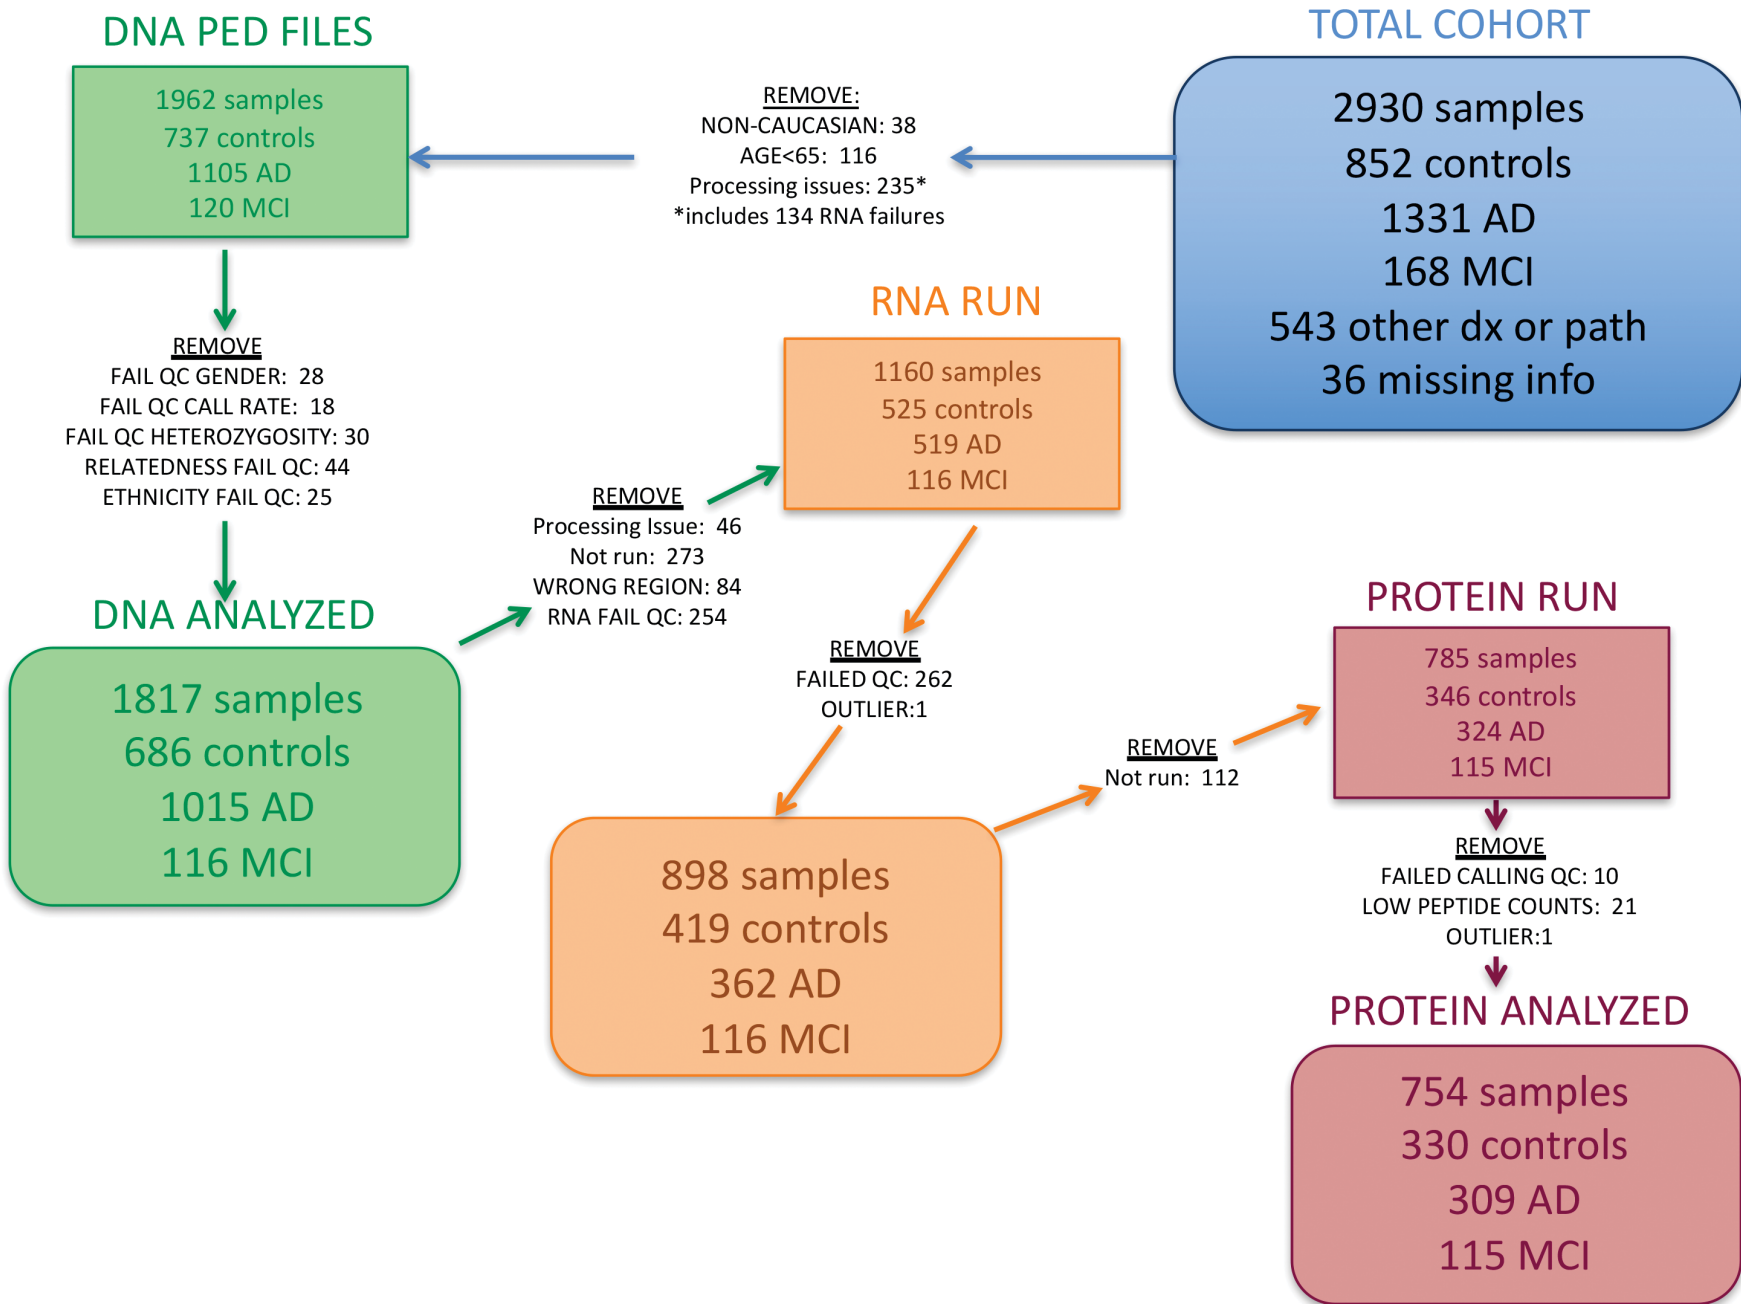 TOTAL COHORT
2930 samples
852 controls
1331 AD
168 MCI
543 other dx or path
36 missing info
REMOVE:
NON-CAUCASIAN: 38
AGE<65:  116
Processing issues: 235*
*includes 134 RNA failures
DNA PED FILES
1962 samples
737 controls
1105 AD
120 MCI
REMOVE
FAIL QC GENDER:  28
FAIL QC CALL RATE:  18
FAIL QC HETEROZYGOSITY: 30
RELATEDNESS FAIL QC: 44
ETHNICITY FAIL QC: 25
DNA ANALYZED
1817 samples
686 controls
1015 AD
116 MCI
REMOVE
Processing Issue:  46
Not run:  273
WRONG REGION: 84
RNA FAIL QC: 254
RNA RUN
1160 samples
525 controls
519 AD
116 MCI
REMOVE
FAILED QC: 262
OUTLIER:1
898 samples
419 controls
362 AD
116 MCI
REMOVE
Not run:  112
PROTEIN RUN
785 samples
346 controls
324 AD
115 MCI
REMOVE
FAILED CALLING QC: 10
LOW PEPTIDE COUNTS:  21
OUTLIER:1
PROTEIN ANALYZED
754 samples
330 controls
309 AD
115 MCI